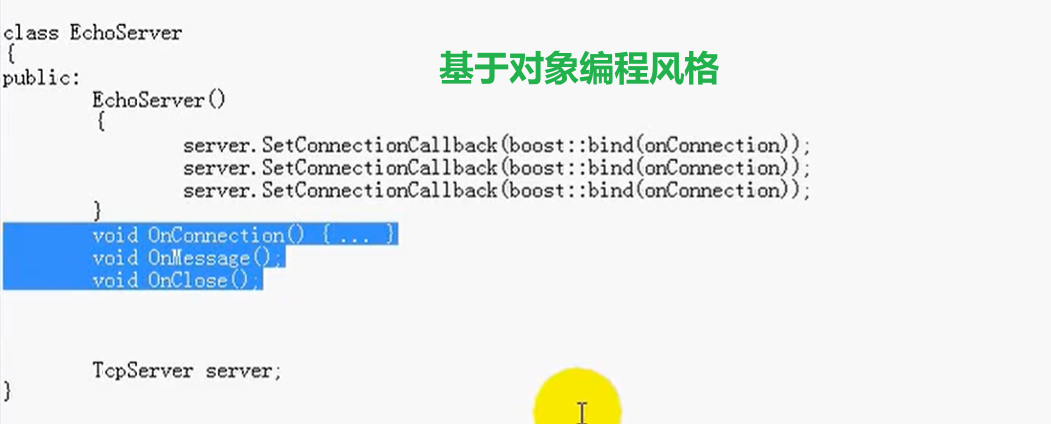 class EchoServer
{
基于对象编程风格
public:
EchoServer()
{
server.SetConnectionCallback(boost::bind(onConnection));
server.SetConnectionCallback(boost::bind(onConnection));
server.SetConnectionCallback(boost::bind(onConnection));
}
void OnConnection() { ... }
void OnMessage();
void OnClose();
TcpServer server;
}